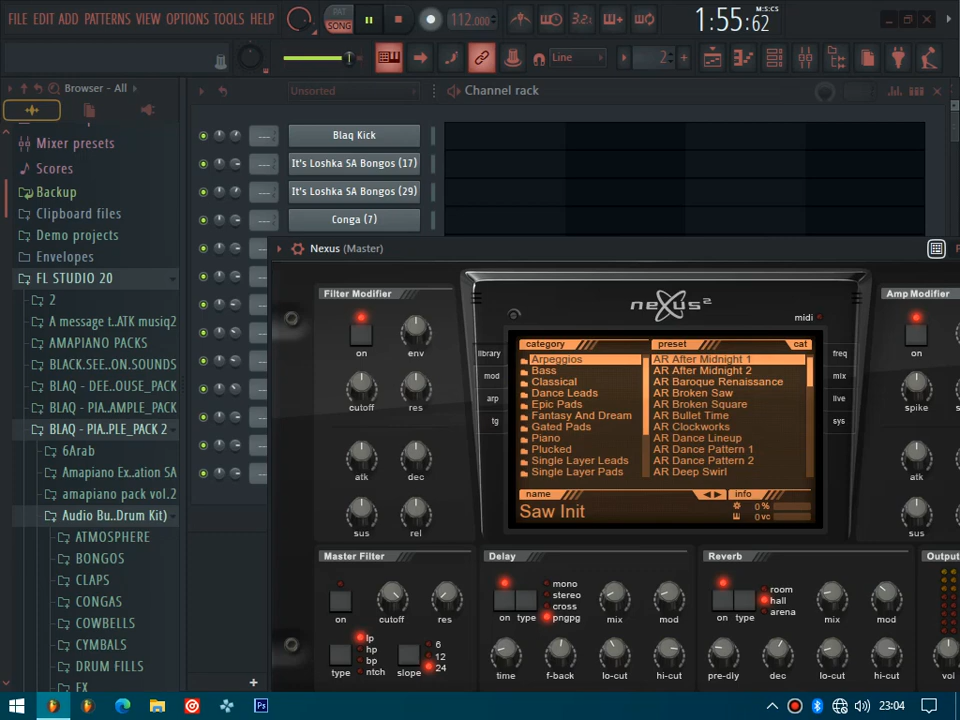 FILE EDIT ADD PATTERNS VIEW OPTIONS TOOLS HELP
PAT
SONG
112.000
3.2.1
1:55:62
M:S:CS
Line
2
Browser - All
Unsorted
Channel rack
Mixer presets
Scores
Backup
Clipboard files
Demo projects
Envelopes
FL STUDIO 20
2
A message t..ATK musiq2
AMAPIANO PACKS
BLACK.SEE..ON.SOUNDS
BLAQ - DEE..OUSE_PACK
BLAQ - PIA..AMPLE_PACK
BLAQ - PIA..PLE_PACK 2
6Arab
Amapiano Ex..ation SA
amapiano pack vol.2
Audio Bu..Drum Kit)
ATMOSPHERE
BONGOS
CLAPS
CONGAS
COWBELLS
CYMBALS
DRUM FILLS
FX
Blaq Kick
It's Loshka SA Bongos (17)
It's Loshka SA Bongos (29)
Conga (7)
Nexus (Master)
Filter Modifier
on
env
cutoff
res
atk
dec
sus
rel
nexus2
midi
library
mod
arp
tg
category
preset
cat
Arpeggios
Bass
Classical
Dance Leads
Epic Pads
Fantasy And Dream
Gated Pads
Piano
Plucked
Single Layer Leads
Single Layer Pads
AR After Midnight 1
AR After Midnight 2
AR Baroque Renaissance
AR Broken Saw
AR Broken Square
AR Bullet Time
AR Clockworks
AR Dance Lineup
AR Dance Pattern 1
AR Dance Pattern 2
AR Deep Swirl
name
info
Saw Init
0 %
0 vc
freq
mix
live
sys
Amp Modifier
on
spike
atk
sus
Master Filter
on
cutoff
res
type
lp
hp
bp
ntch
slope
6
12
24
Delay
on
type
mono
stereo
cross
pngpg
mix
mod
time
f-back
lo-cut
hi-cut
Reverb
on
type
room
hall
arena
mix
mod
pre-dly
dec
lo-cut
hi-cut
Output
vol
Ps
23:04